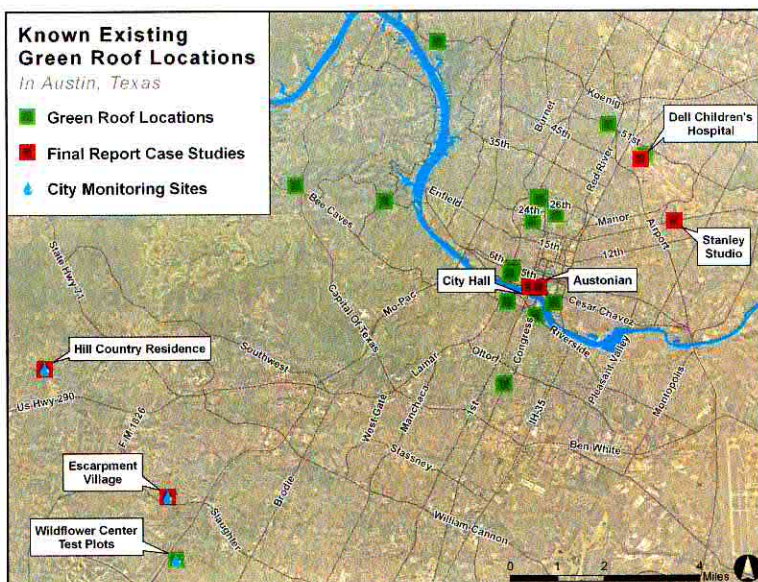 Known Existing
Green Roof Locations
In Austin, Texas
Green Roof Locations
Final Report Case Studies
City Monitoring Sites
Koenig
Burnet
45th
51st
35th
Red River
Dell Children's
Hospital
Enfield
Bee Caves
24th
26th
Manor
Airport
15th
12th
Stanley
Studio
State Hwy 71
6th
5th
City Hall
Austonian
Capital Of Texas
Mo-Pac
Cesar Chavez
Congress
Riverside
Pleasant Valley
Hill Country Residence
Southwest
Lamar
Oltorf
Montopolis
Us Hwy 290
F M 1826
West Gate
Manchaca
1st
IH-35
Ben White
Stassney
Escarpment
Village
Brodie
Slaughter
William Cannon
Wildflower Center
Test Plots
0 1 2 4
Miles